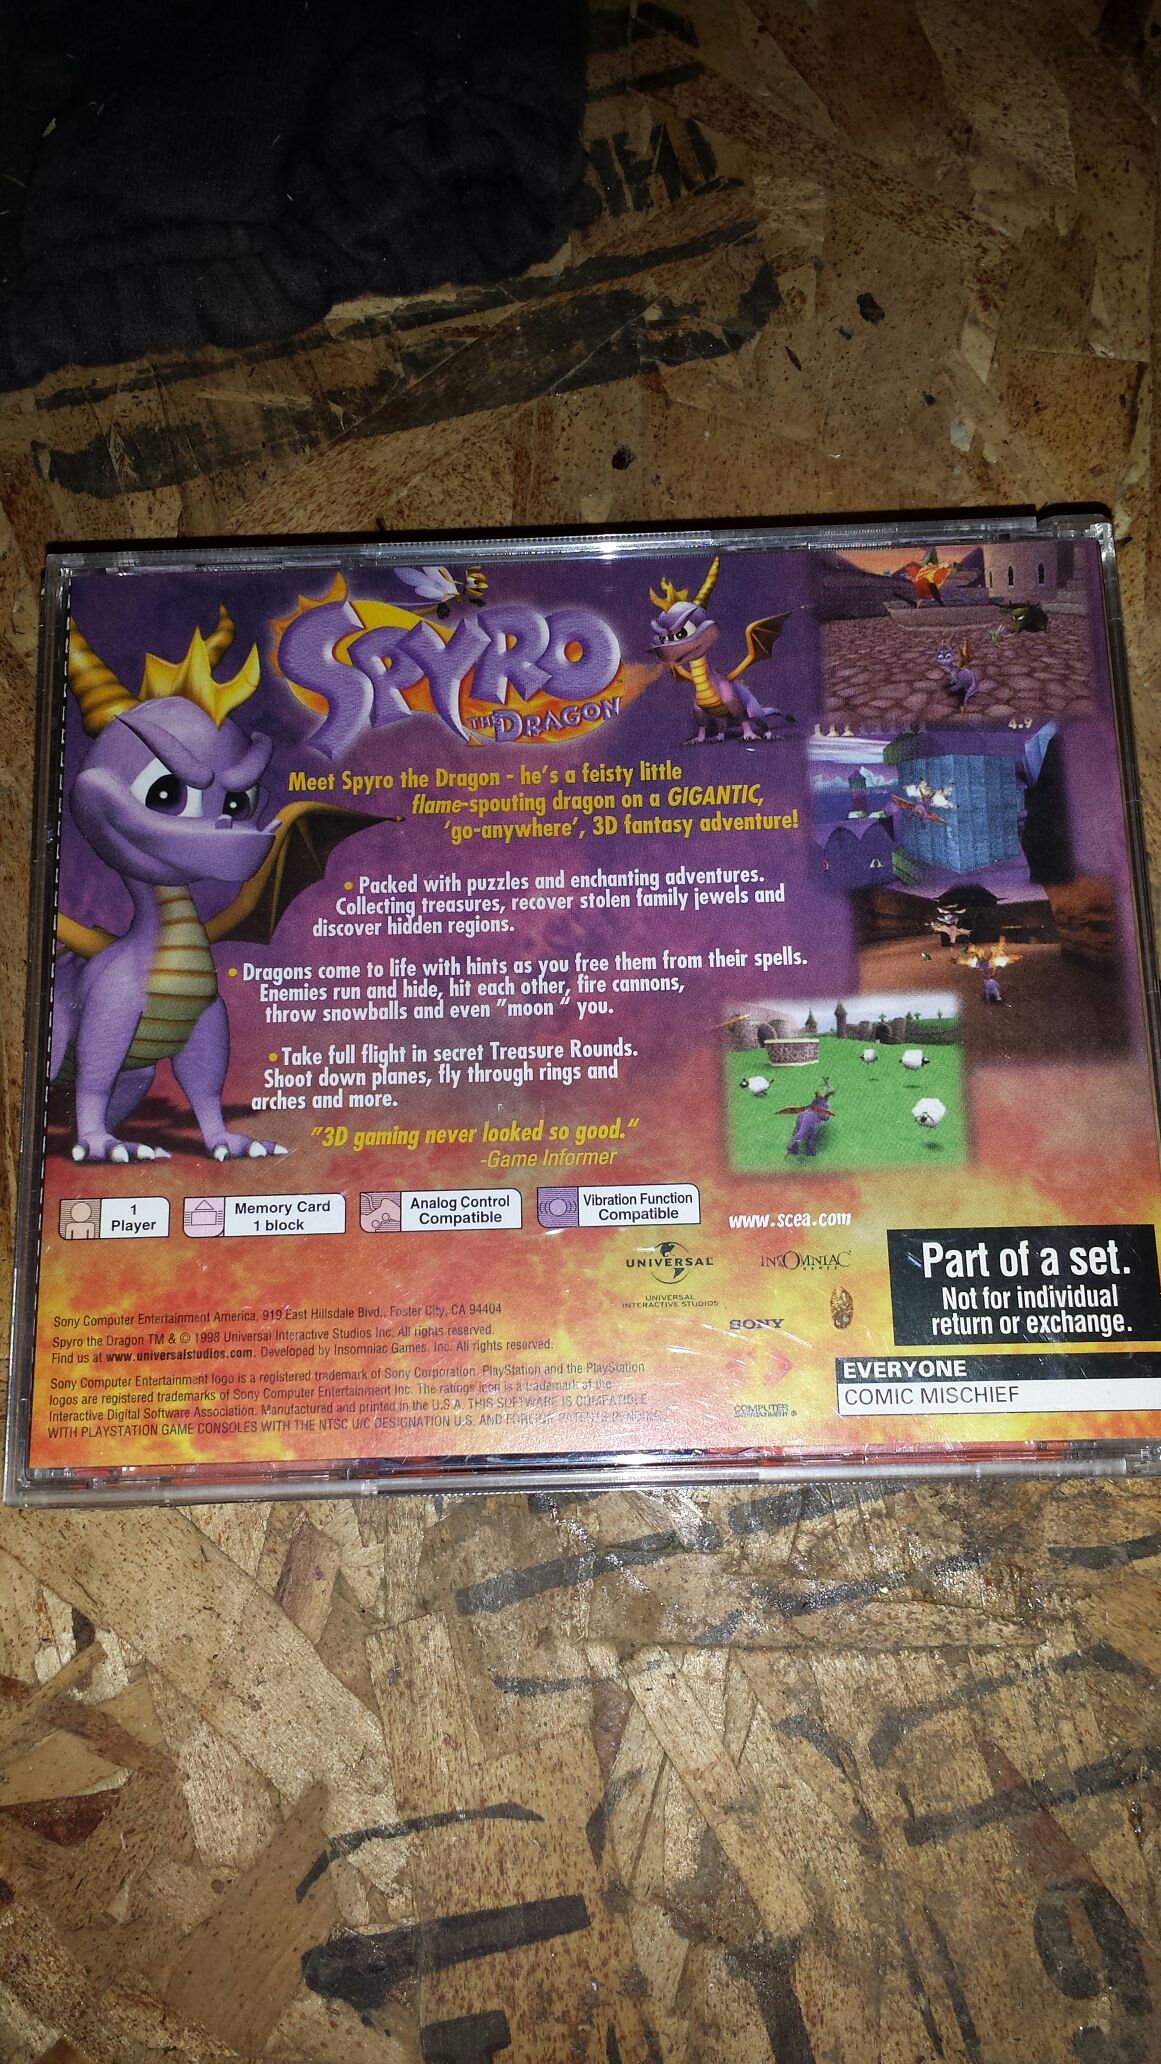 SPYRO
THE DRAGON
Meet Spyro the Dragon - he's a feisty little
flame-spouting dragon on a GIGANTIC,
'go-anywhere', 3D fantasy adventure!
• Packed with puzzles and enchanting adventures.
Collecting treasures, recover stolen family jewels and
discover hidden regions.
• Dragons come to life with hints as you free them from their spells.
Enemies run and hide, hit each other, fire cannons,
throw snowballs and even "moon" you.
• Take full flight in secret Treasure Rounds.
Shoot down planes, fly through rings and
arches and more.
"3D gaming never looked so good."
-Game Informer
4.9
1
Player
Memory Card
1 block
Analog Control
Compatible
Vibration Function
Compatible
www.scea.com
UNIVERSAL
UNIVERSAL
INTERACTIVE STUDIOS
INSOMNIAC
GAMES
SONY
COMPUTER
ENTERTAINMENT ®
Part of a set.
Not for individual
return or exchange.
EVERYONE
COMIC MISCHIEF
Sony Computer Entertainment America, 919 East Hillsdale Blvd., Foster City, CA 94404
Spyro the Dragon TM & © 1998 Universal Interactive Studios Inc. All rights reserved.
Find us at www.universalstudios.com. Developed by Insomniac Games, Inc. All rights reserved.
Sony Computer Entertainment logo is a registered trademark of Sony Corporation. PlayStation and the PlayStation
logos are registered trademarks of Sony Computer Entertainment Inc. The ratings icon is a trademark of the
Interactive Digital Software Association. Manufactured and printed in the U.S.A. THIS SOFTWARE IS COMPATIBLE
WITH PLAYSTATION GAME CONSOLES WITH THE NTSC U/C DESIGNATION U.S. AND FOREIGN PATENTS PENDING